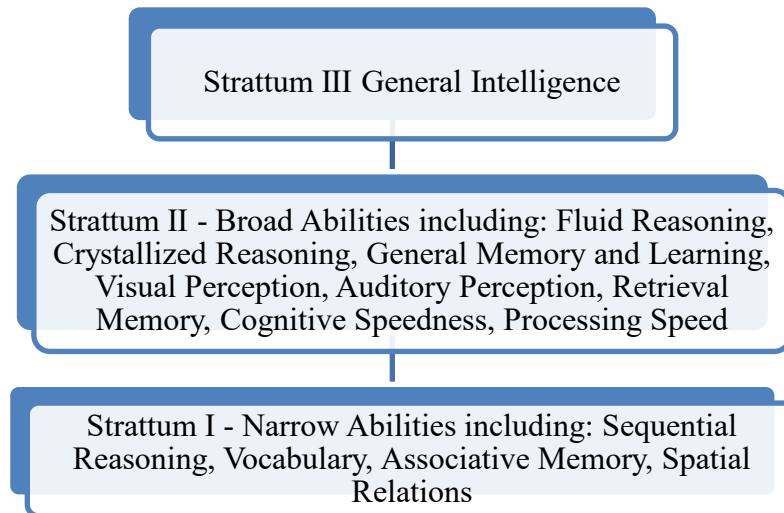 Strattum III General Intelligence
Strattum II - Broad Abilities including: Fluid Reasoning,
Crystallized Reasoning, General Memory and Learning,
Visual Perception, Auditory Perception, Retrieval
Memory, Cognitive Speedness, Processing Speed
Strattum I - Narrow Abilities including: Sequential
Reasoning, Vocabulary, Associative Memory, Spatial
Relations